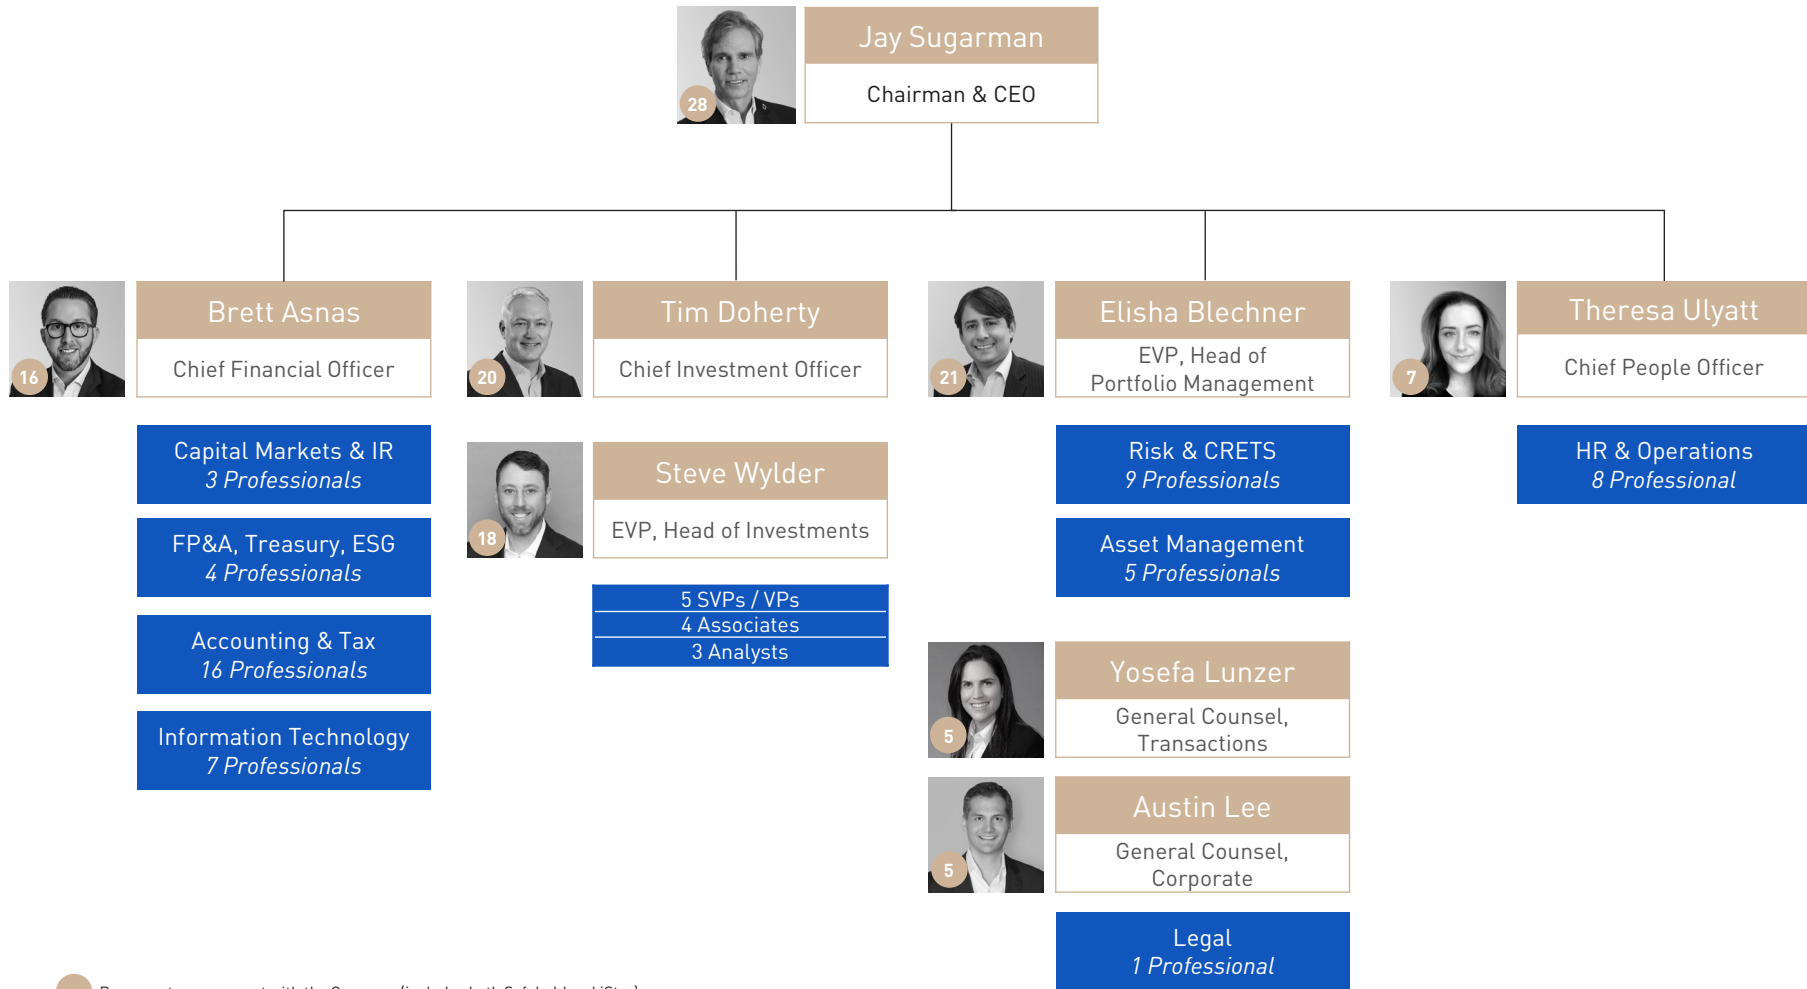 Jay Sugarman
Chairman & CEO
28
Brett Asnas
Chief Financial Officer
16
Capital Markets & IR
3 Professionals
FP&A, Treasury, ESG
4 Professionals
Accounting & Tax
16 Professionals
Information Technology
7 Professionals
Tim Doherty
Chief Investment Officer
20
Steve Wylder
EVP, Head of Investments
18
5 SVPs / VPs
4 Associates
3 Analysts
Elisha Blechner
EVP, Head of
Portfolio Management
21
Risk & CRETS
9 Professionals
Asset Management
5 Professionals
Yosefa Lunzer
General Counsel,
Transactions
5
Austin Lee
General Counsel,
Corporate
5
Legal
1 Professional
Theresa Ulyatt
Chief People Officer
7
HR & Operations
8 Professional